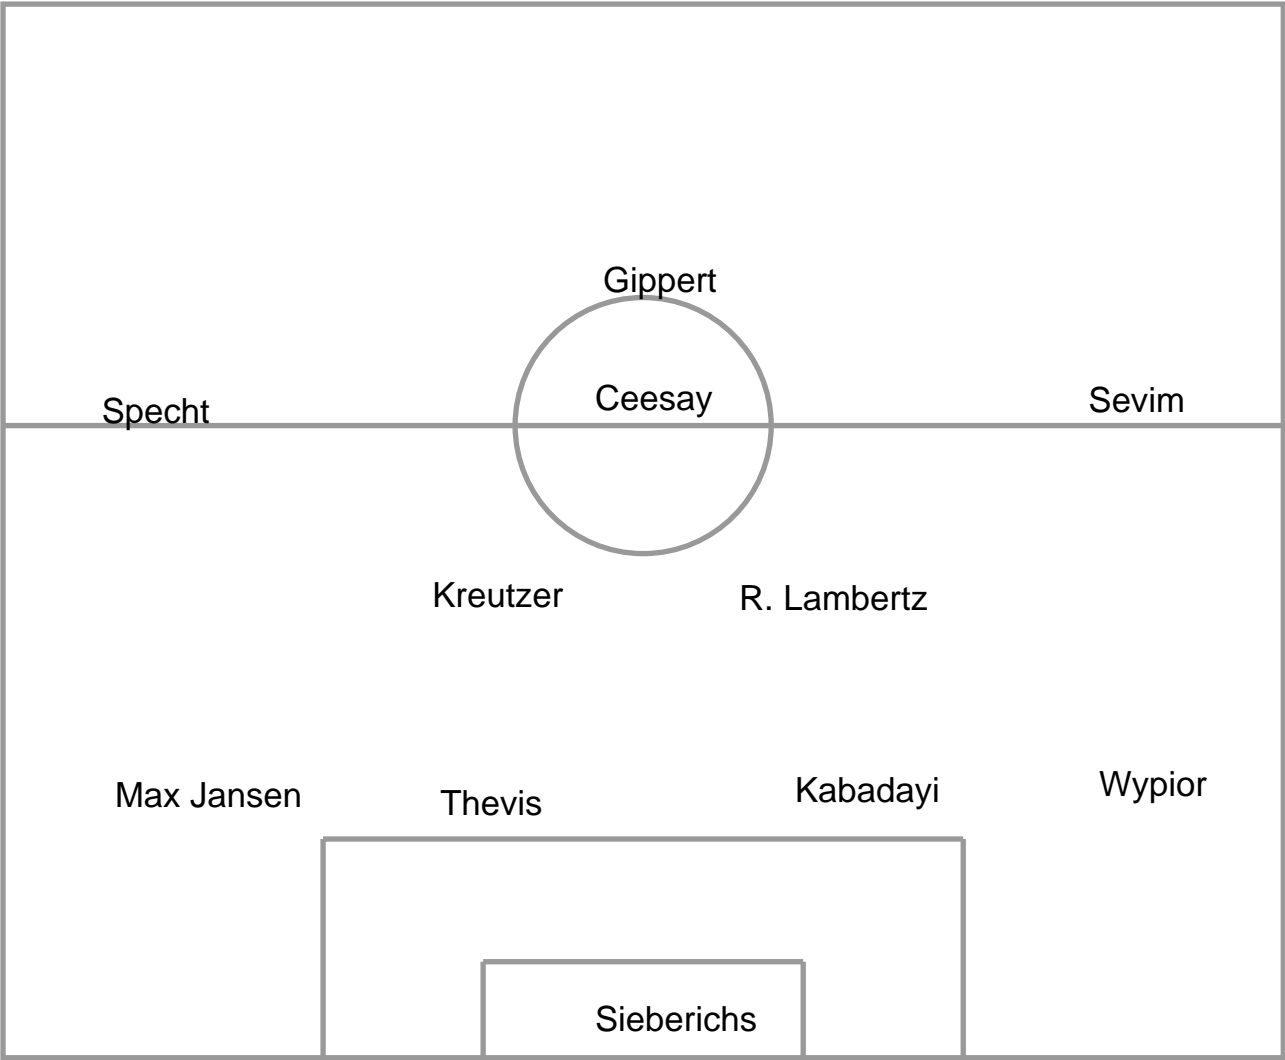 Gippert
Specht
Ceesay
Sevim
Kreutzer
R. Lambertz
Max Jansen
Thevis
Kabadayi
Wypior
Sieberichs